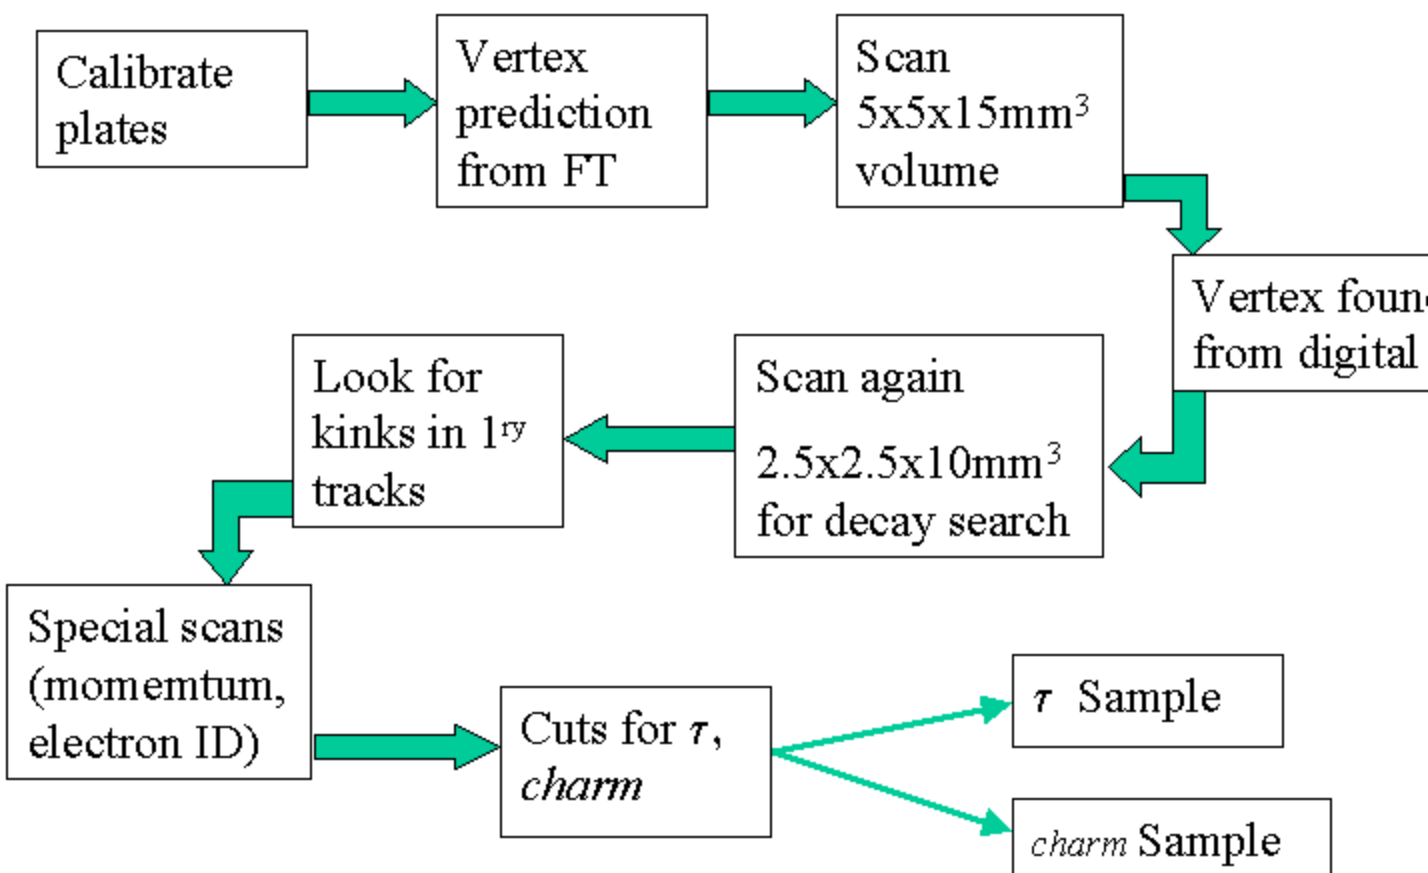 Calibrate
plates
Vertex
prediction
from FT
Scan
5x5x15mm³
volume
Vertex
from digital
Scan again
2.5x2.5x10mm³
for decay search
Look for
kinks in 1ʳʸ
tracks
Special scans
(momemtum,
electron ID)
Cuts for τ,
charm
τ Sample
charm Sample